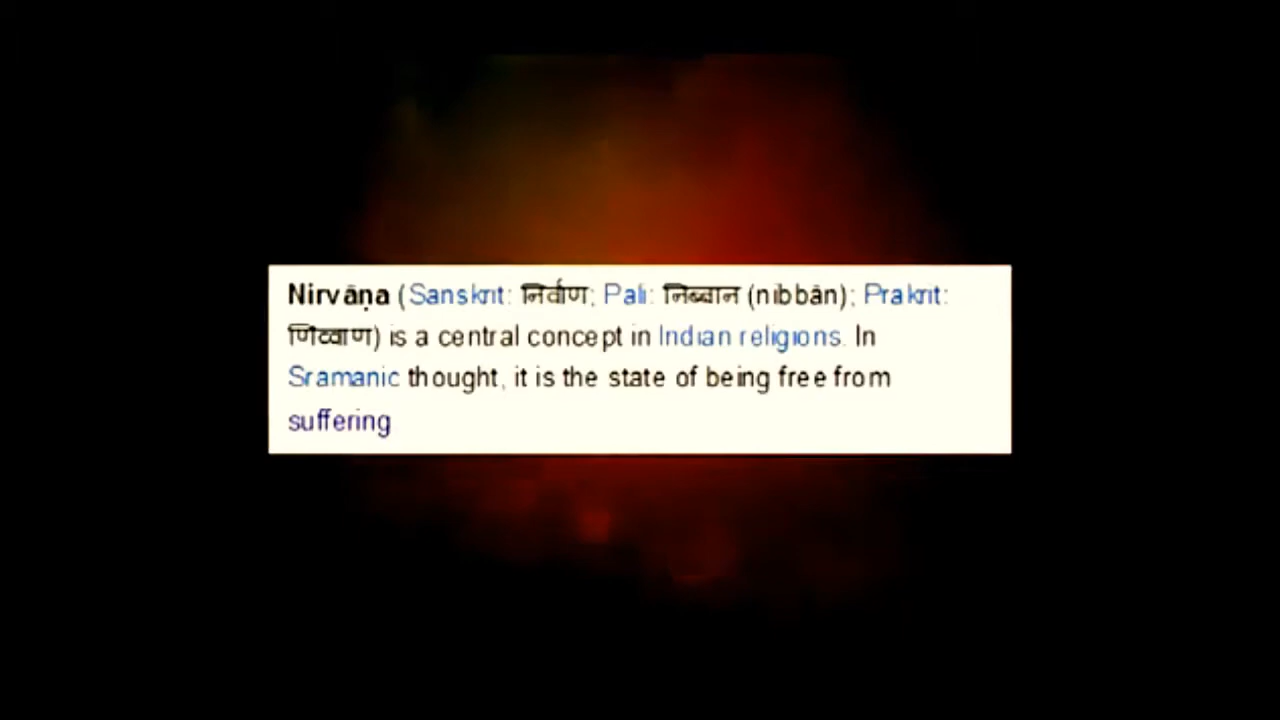 Nirvāṇa (Sanskrit: निर्वाण; Pali: निब्बान (nibbāna); Prakrit:
णिव्वाण) is a central concept in Indian religions. In
Sramanic thought, it is the state of being free from
suffering